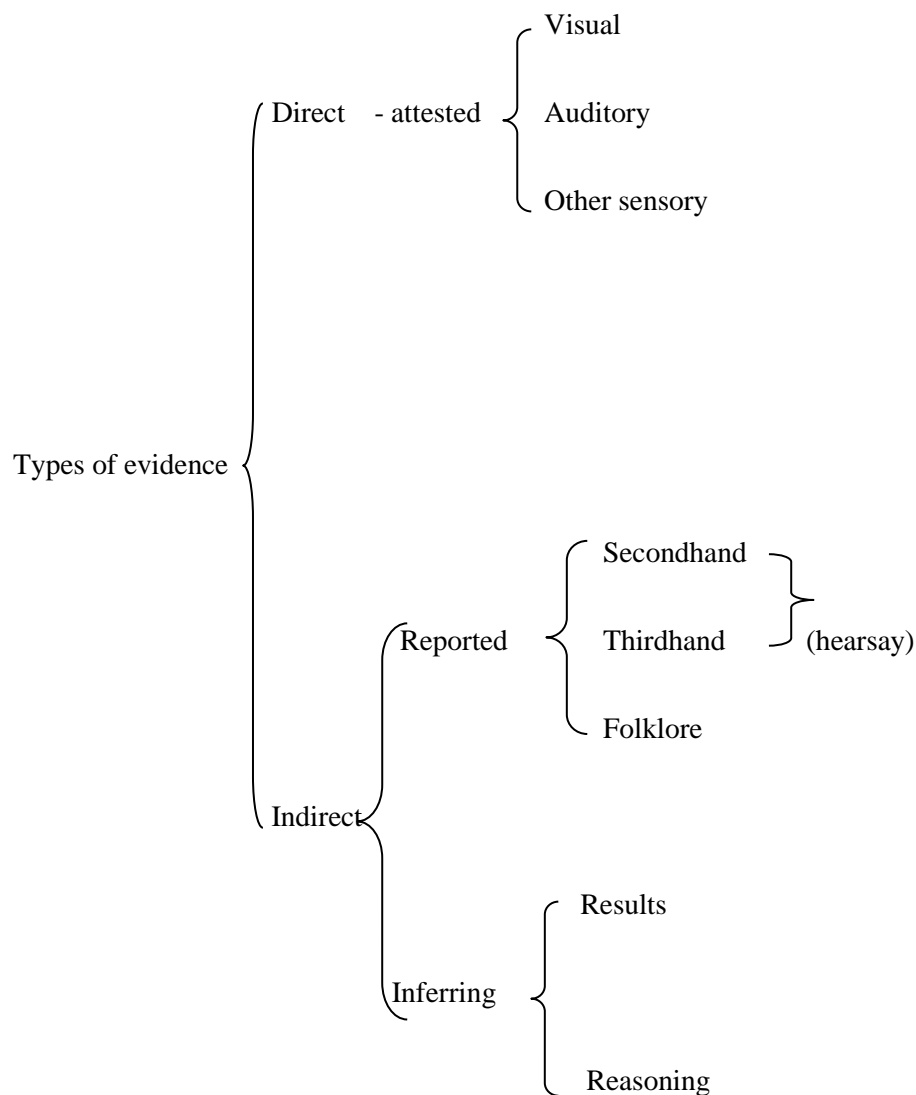 Visual
Direct - attested
Auditory
Other sensory
Types of evidence
Secondhand
Reported
Thirdhand
(hearsay)
Folklore
Indirect
Results
Inferring
Reasoning